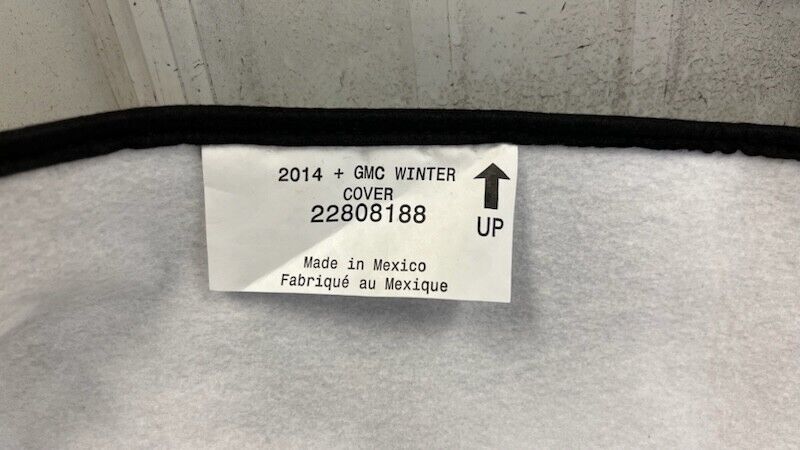 2014 + GMC WINTER
COVER
22808188
UP
Made in Mexico
Fabriqué au Mexique